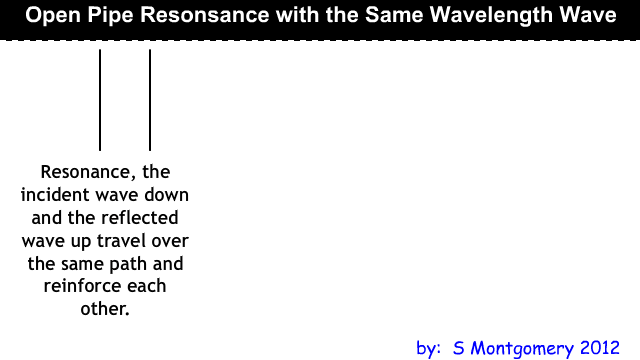 Open Pipe Resonsance with the Same Wavelength Wave
Resonance, the
incident wave down
and the reflected
wave up travel over
the same path and
reinforce each
other.
by:  S Montgomery 2012